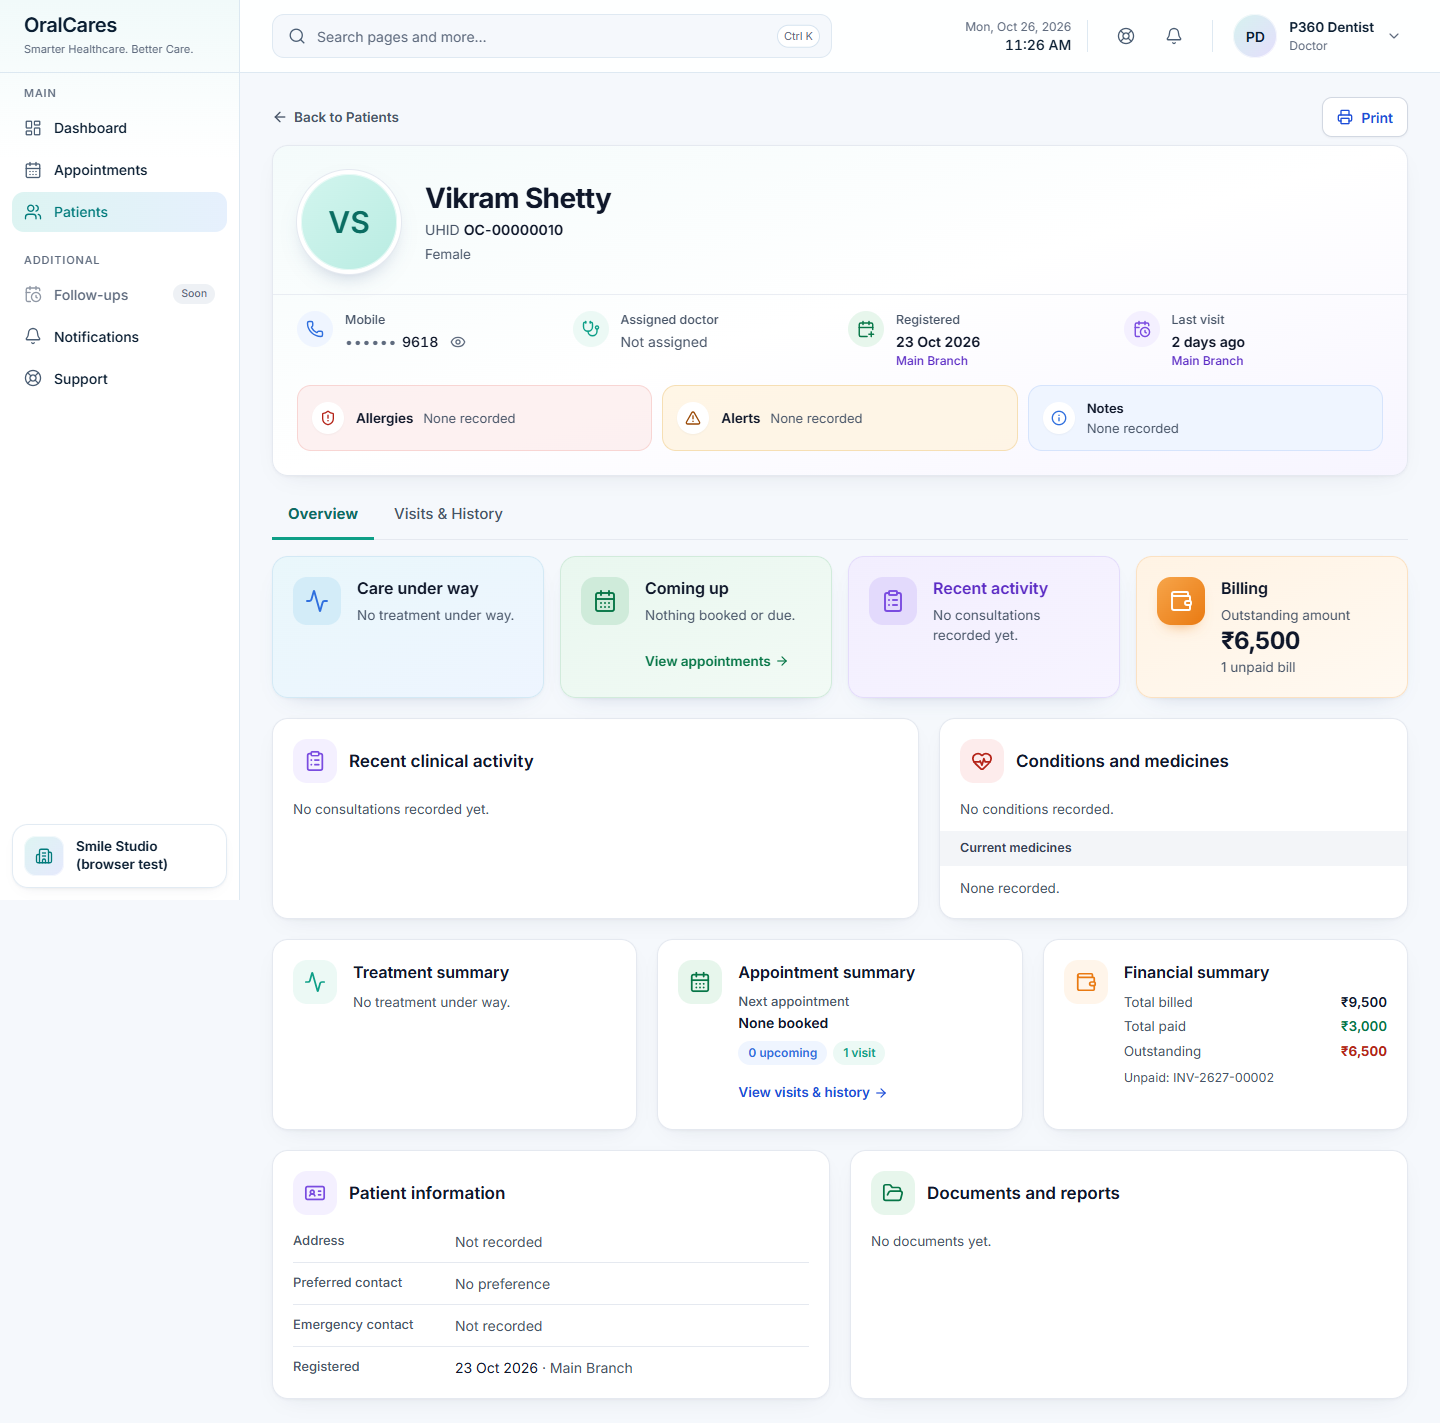 OralCares
Smarter Healthcare. Better Care.
Search pages and more...
Ctrl K
Mon, Oct 26, 2026
11:26 AM
PD
P360 Dentist
Doctor
MAIN
Dashboard
Appointments
Patients
ADDITIONAL
Follow-ups
Soon
Notifications
Support
Smile Studio
(browser test)
Back to Patients
Print
VS
Vikram Shetty
UHID OC-00000010
Female
Mobile
•••••• 9618
Assigned doctor
Not assigned
Registered
23 Oct 2026
Main Branch
Last visit
2 days ago
Main Branch
Allergies None recorded
Alerts None recorded
Notes
None recorded
Overview
Visits & History
Care under way
No treatment under way.
Coming up
Nothing booked or due.
View appointments →
Recent activity
No consultations
recorded yet.
Billing
Outstanding amount
₹6,500
1 unpaid bill
Recent clinical activity
No consultations recorded yet.
Conditions and medicines
No conditions recorded.
Current medicines
None recorded.
Treatment summary
No treatment under way.
Appointment summary
Next appointment
None booked
0 upcoming
1 visit
View visits & history →
Financial summary
Total billed ₹9,500
Total paid ₹3,000
Outstanding ₹6,500
Unpaid: INV-2627-00002
Patient information
Address Not recorded
Preferred contact No preference
Emergency contact Not recorded
Registered 23 Oct 2026 · Main Branch
Documents and reports
No documents yet.